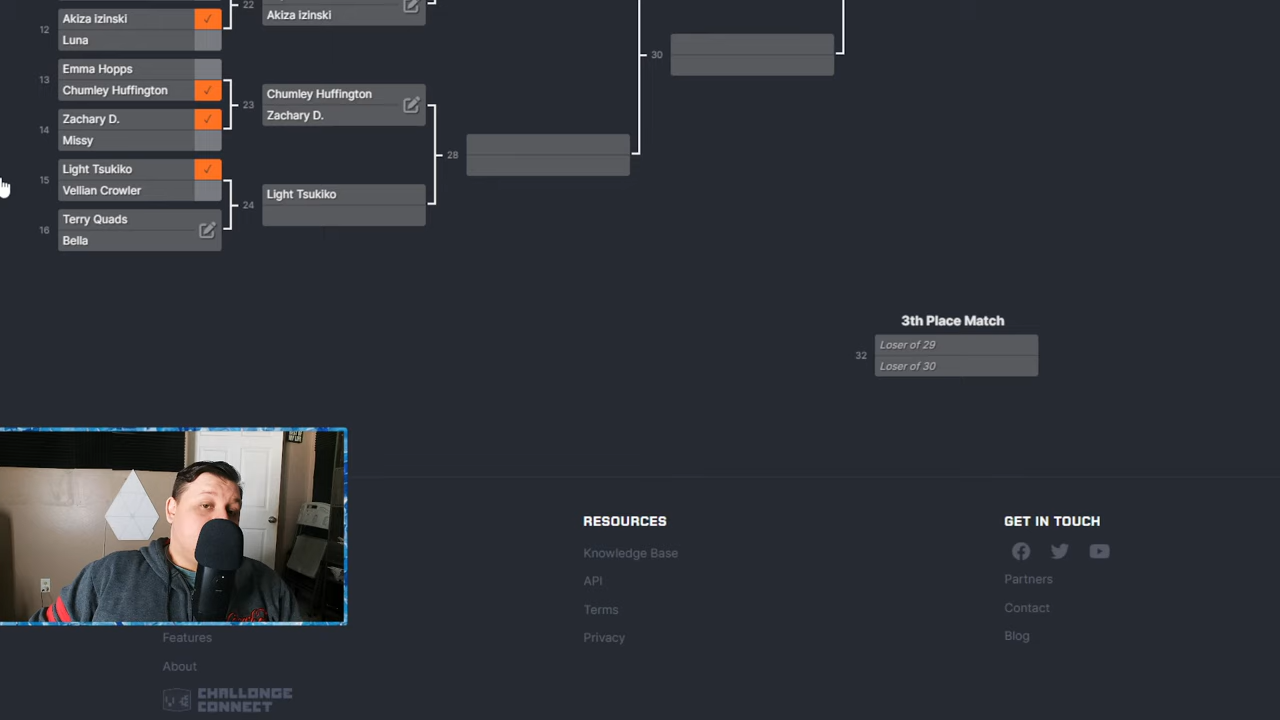 12
Akiza izinski
Luna
22
Akiza izinski
13
Emma Hopps
Chumley Huffington
14
Zachary D.
Missy
23
Chumley Huffington
Zachary D.
15
Light Tsukiko
Vellian Crowler
16
Terry Quads
Bella
24
Light Tsukiko
28
30
3th Place Match
32
Loser of 29
Loser of 30
Features
About
CHALLONGE
CONNECT
RESOURCES
Knowledge Base
API
Terms
Privacy
GET IN TOUCH
Partners
Contact
Blog